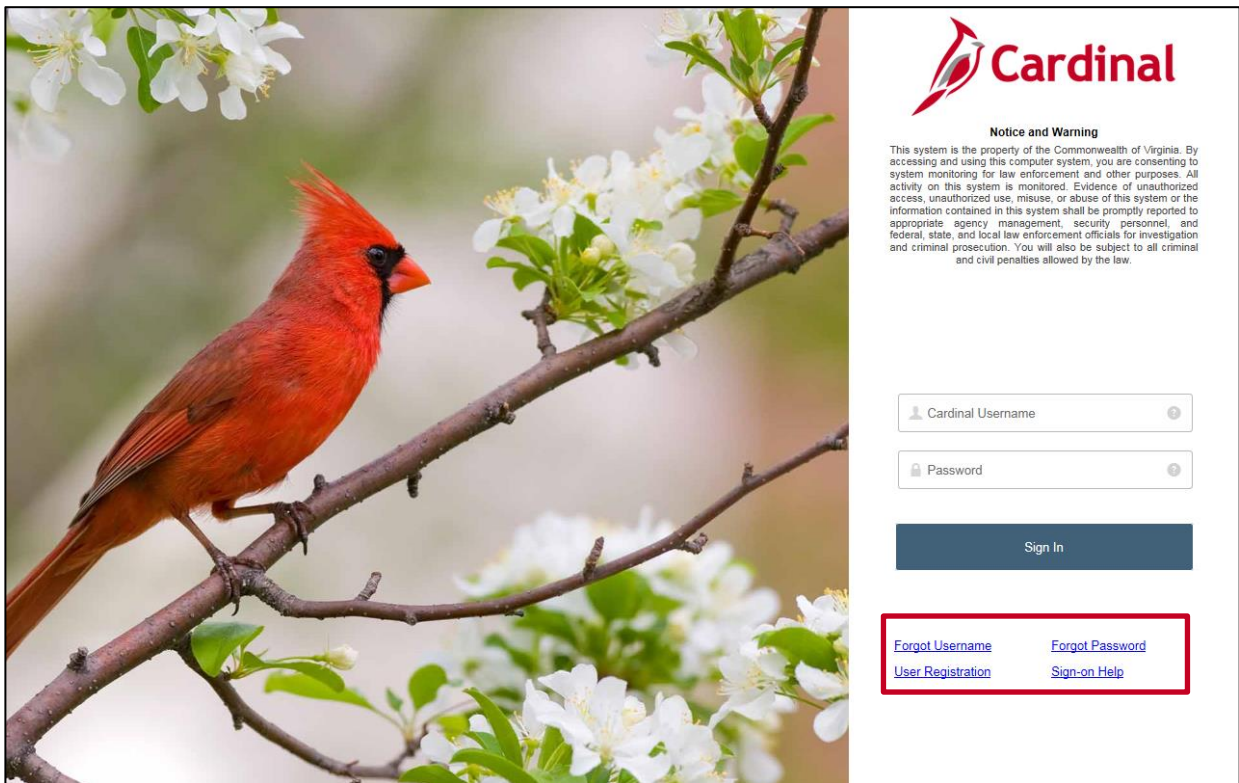 Cardinal
Notice and Warning
This system is the property of the Commonwealth of Virginia. By
accessing and using this computer system, you are consenting to
system monitoring for law enforcement and other purposes. All
activity on this system is monitored. Evidence of unauthorized
access, unauthorized use, misuse, or abuse of this system or the
information contained in this system shall be promptly reported to
appropriate agency management, security personnel, and
federal, state, and local law enforcement officials for investigation
and criminal prosecution. You will also be subject to all criminal
and civil penalties allowed by the law.
Cardinal Username
Password
Sign In
Forgot Username Forgot Password
User Registration Sign-on Help